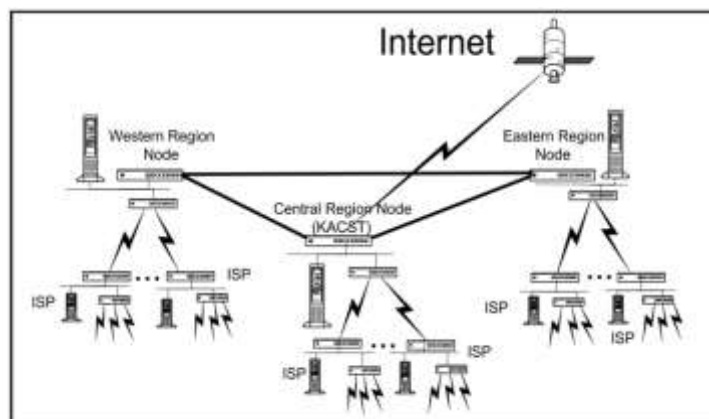 Internet
Western Region
Node
Eastern Region
Node
Central Region Node
(KACST)
ISP
ISP
ISP
ISP
ISP
ISP